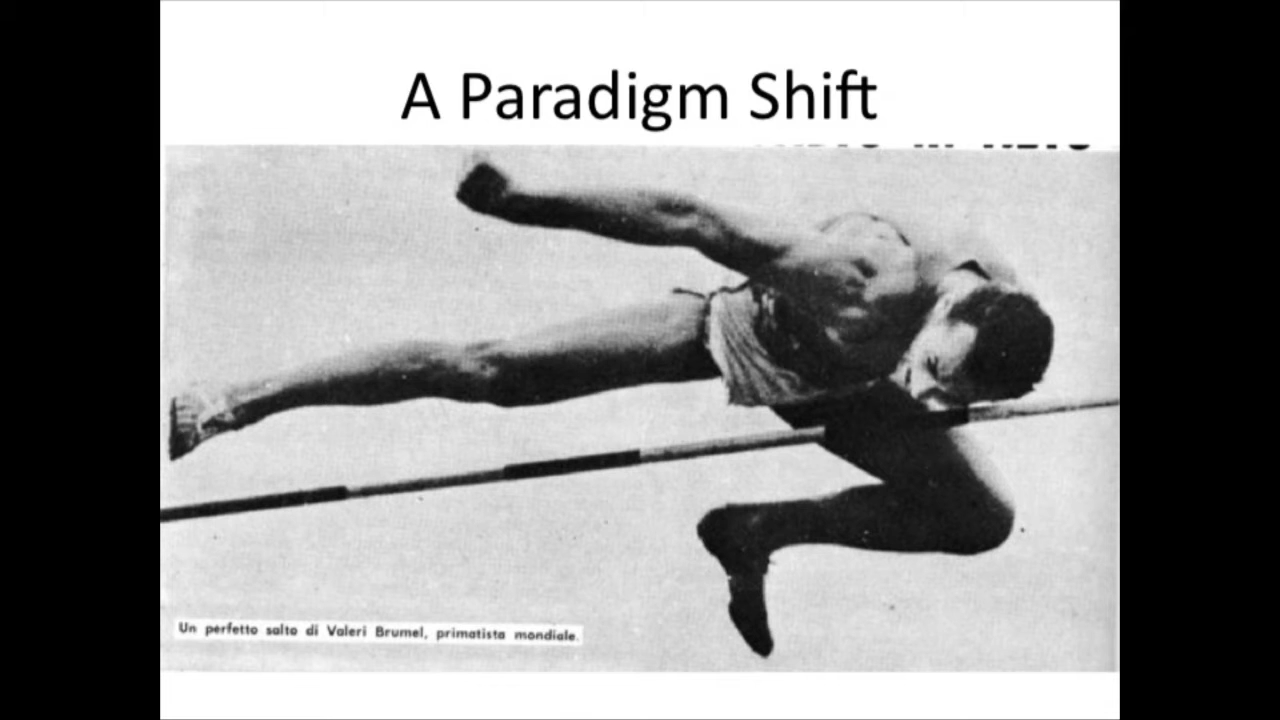 A Paradigm Shift
Un perfetto salto di Valeri Brumel, primatista mondiale.